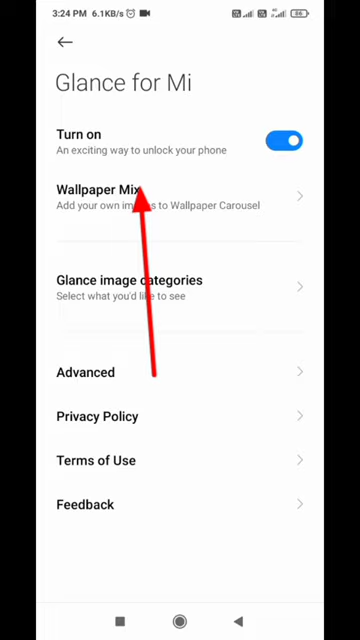 3:24 PM 6.1KB/s
Glance for Mi
Turn on
An exciting way to unlock your phone
Wallpaper Mix
Add your own images to Wallpaper Carousel
Glance image categories
Select what you'd like to see
Advanced
Privacy Policy
Terms of Use
Feedback